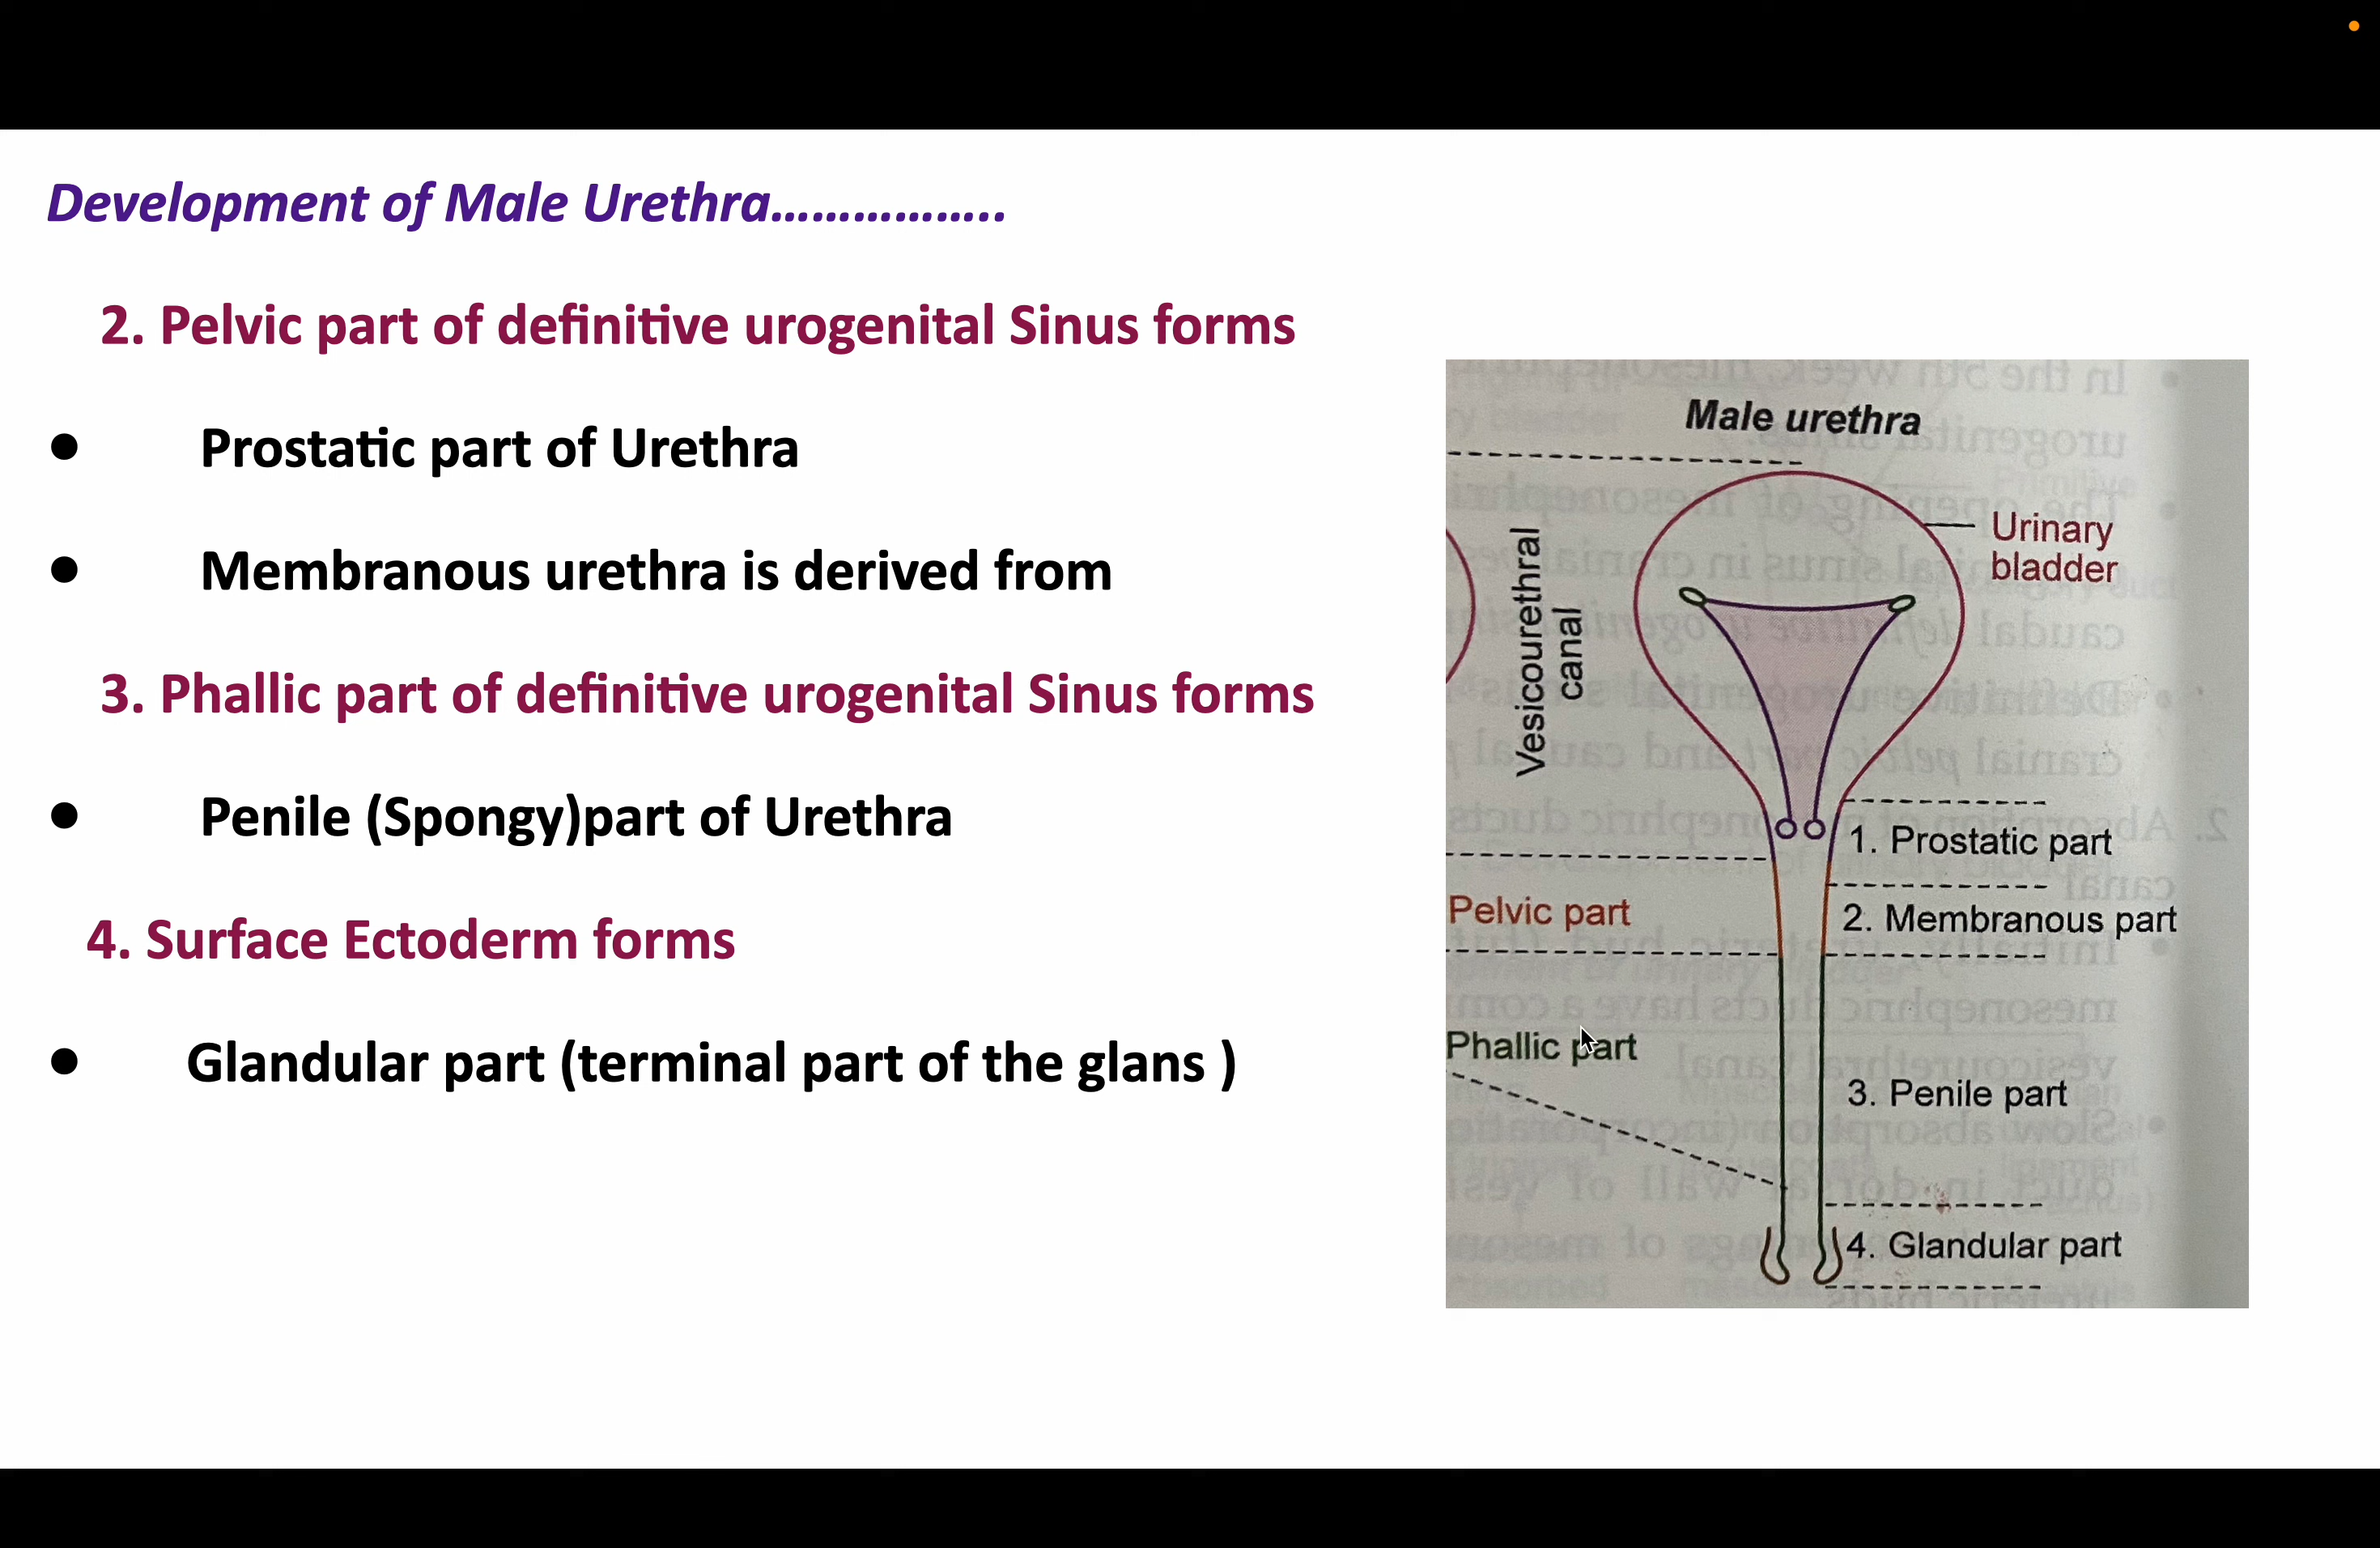 Development of Male Urethra.................
2. Pelvic part of definitive urogenital Sinus forms
● Prostatic part of Urethra
● Membranous urethra is derived from
3. Phallic part of definitive urogenital Sinus forms
● Penile (Spongy)part of Urethra
4. Surface Ectoderm forms
● Glandular part (terminal part of the glans )
Male urethra
Urinary
bladder
Vesicourethral
canal
1. Prostatic part
Pelvic part
2. Membranous part
Phallic part
3. Penile part
4. Glandular part